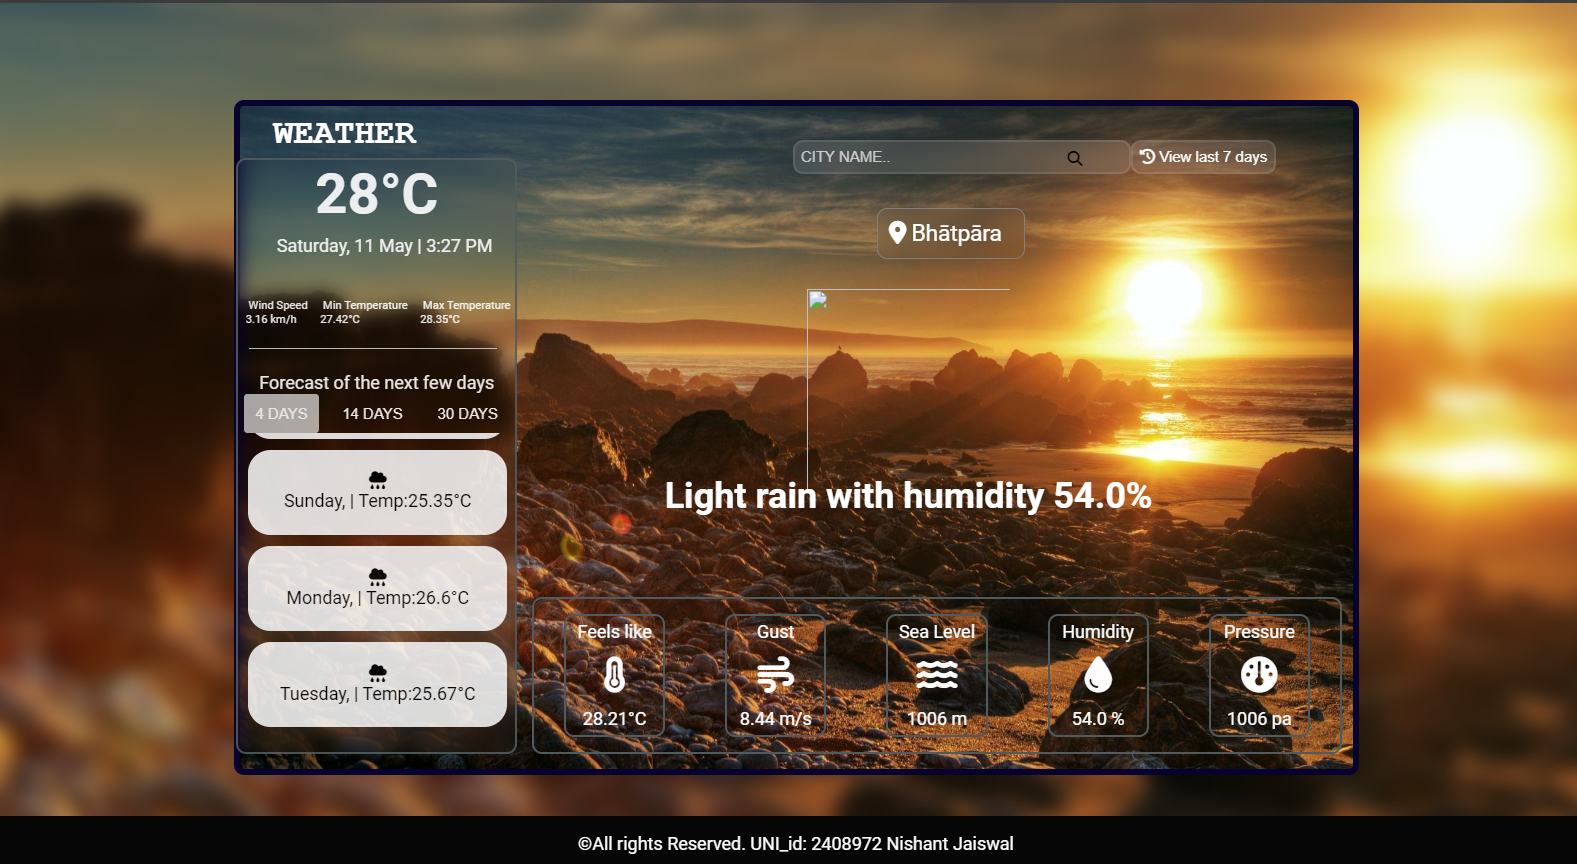 WEATHER
28°C
Saturday, 11 May | 3:27 PM
Wind Speed Min Temperature Max Temperature
3.16 km/h 27.42°C 28.35°C
Forecast of the next few days
4 DAYS 14 DAYS 30 DAYS
Sunday, | Temp:25.35°C
Monday, | Temp:26.6°C
Tuesday, | Temp:25.67°C
CITY NAME..
View last 7 days
Bhātpāra
Light rain with humidity 54.0%
Feels like Gust Sea Level Humidity Pressure
28.21°C 8.44 m/s 1006 m 54.0 % 1006 pa
©All rights Reserved. UNI_id: 2408972 Nishant Jaiswal